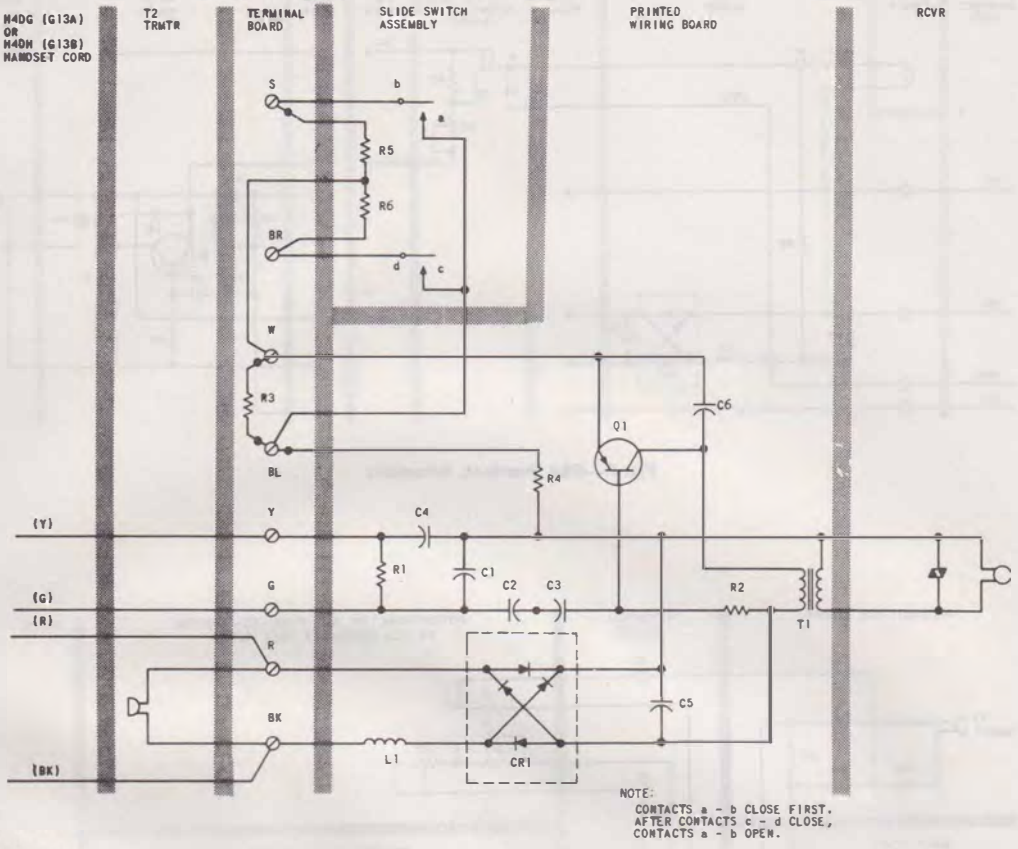 N4DG (G13A)
OR
N4DH (G13B)
HANDSET CORD
T2
TRMTR
TERMINAL
BOARD
SLIDE SWITCH
ASSEMBLY
PRINTED
WIRING BOARD
RCVR
S
b
a
R5
R6
BR
d
c
W
R3
C6
Q1
BL
R4
(Y)
Y
C4
R1
C1
(G)
G
C2
C3
R2
T1
(R)
R
C5
BK
L1
CR1
(BK)
NOTE:
CONTACTS a - b CLOSE FIRST.
AFTER CONTACTS c - d CLOSE,
CONTACTS a - b OPEN.